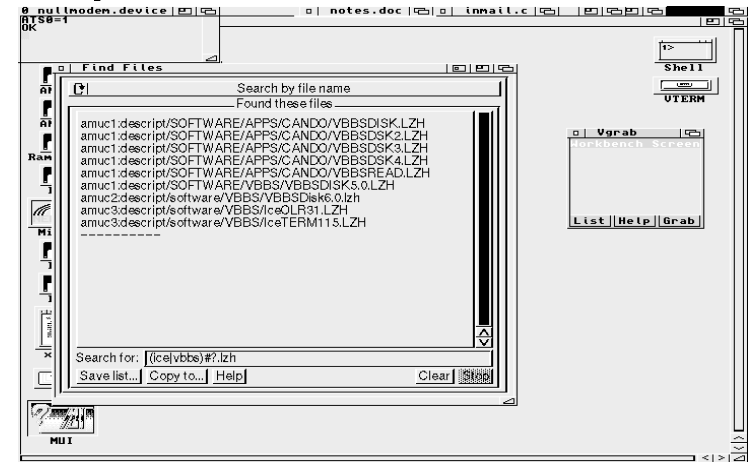 0 nullmodem.device
notes.doc
inmail.c
ATS0=1
OK
1>
Shell
VTERM
Find Files
Search by file name
Found these files
amuc1:descript/SOFTWARE/APPS/CANDO/VBBSDISK.LZH
amuc1:descript/SOFTWARE/APPS/CANDO/VBBSDSK2.LZH
amuc1:descript/SOFTWARE/APPS/CANDO/VBBSDSK3.LZH
amuc1:descript/SOFTWARE/APPS/CANDO/VBBSDSK4.LZH
amuc1:descript/SOFTWARE/APPS/CANDO/VBBSREAD.LZH
amuc1:descript/SOFTWARE/VBBS/VBBSDISK5.0.LZH
amuc2:descript/software/VBBS/VBBSDisk6.0.lzh
amuc3:descript/software/VBBS/IceOLR31.LZH
amuc3:descript/software/VBBS/IceTERM115.LZH
----------
Search for: (ice|vbbs)#?.lzh
Save list... Copy to... Help Clear Stop
Vgrab
Workbench Screen
List Help Grab
Ram
Mi
MUI